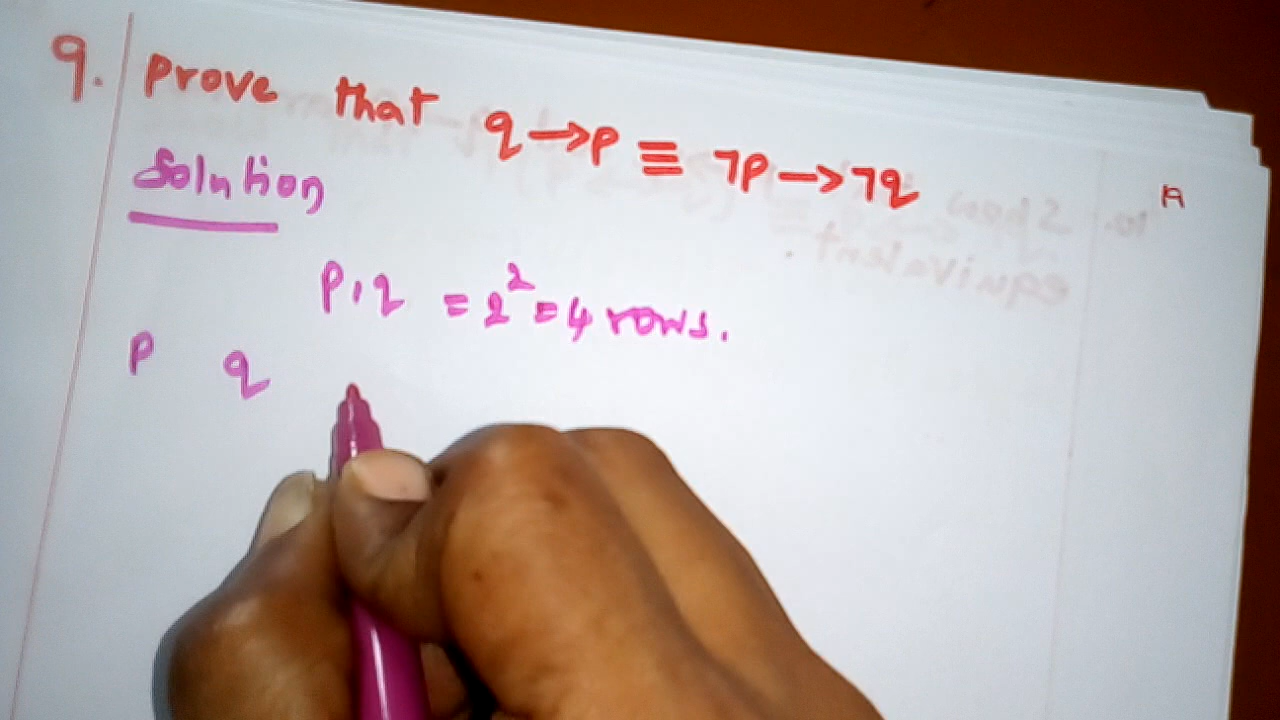 9. Prove that q→p ≡ ¬p→¬q
Solution
P, q = 2² = 4 rows.
P q